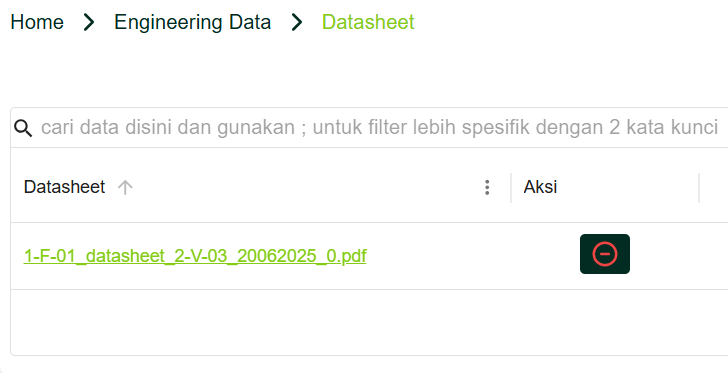 Home > Engineering Data > Datasheet
cari data disini dan gunakan ; untuk filter lebih spesifik dengan 2 kata kunci
Datasheet Aksi
1-F-01_datasheet_2-V-03_20062025_0.pdf